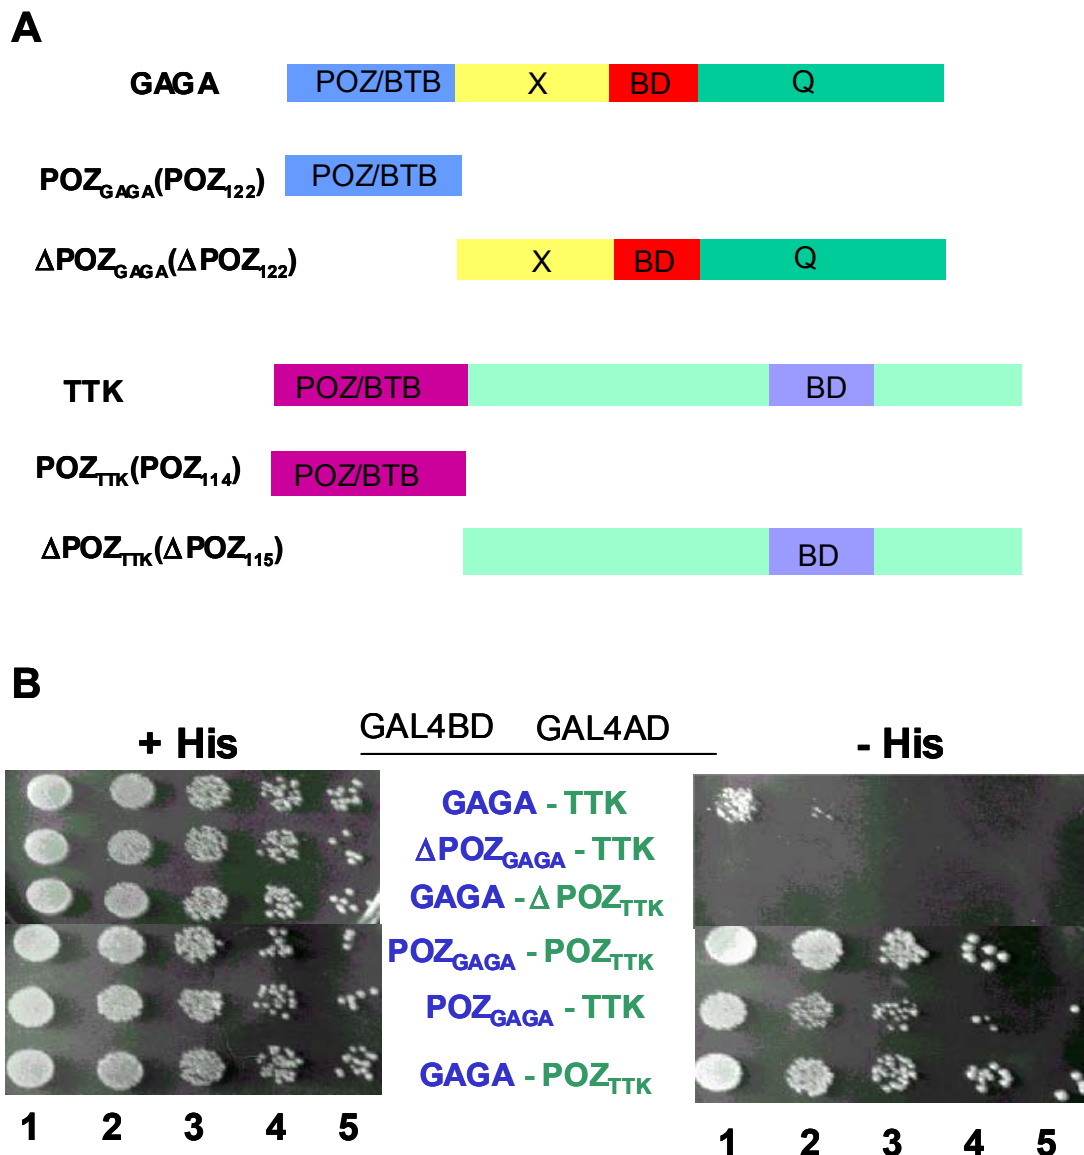 A
GAGA POZ/BTB X BD Q
POZGAGA(POZ122) POZ/BTB
ΔPOZGAGA(ΔPOZ122) X BD Q
TTK POZ/BTB BD
POZTTK(POZ114) POZ/BTB
ΔPOZTTK(ΔPOZ115) BD
B
GAL4BD GAL4AD
+ His - His
GAGA - TTK
ΔPOZGAGA - TTK
GAGA - Δ POZTTK
POZGAGA - POZTTK
POZGAGA - TTK
GAGA - POZTTK
1 2 3 4 5
1 2 3 4 5